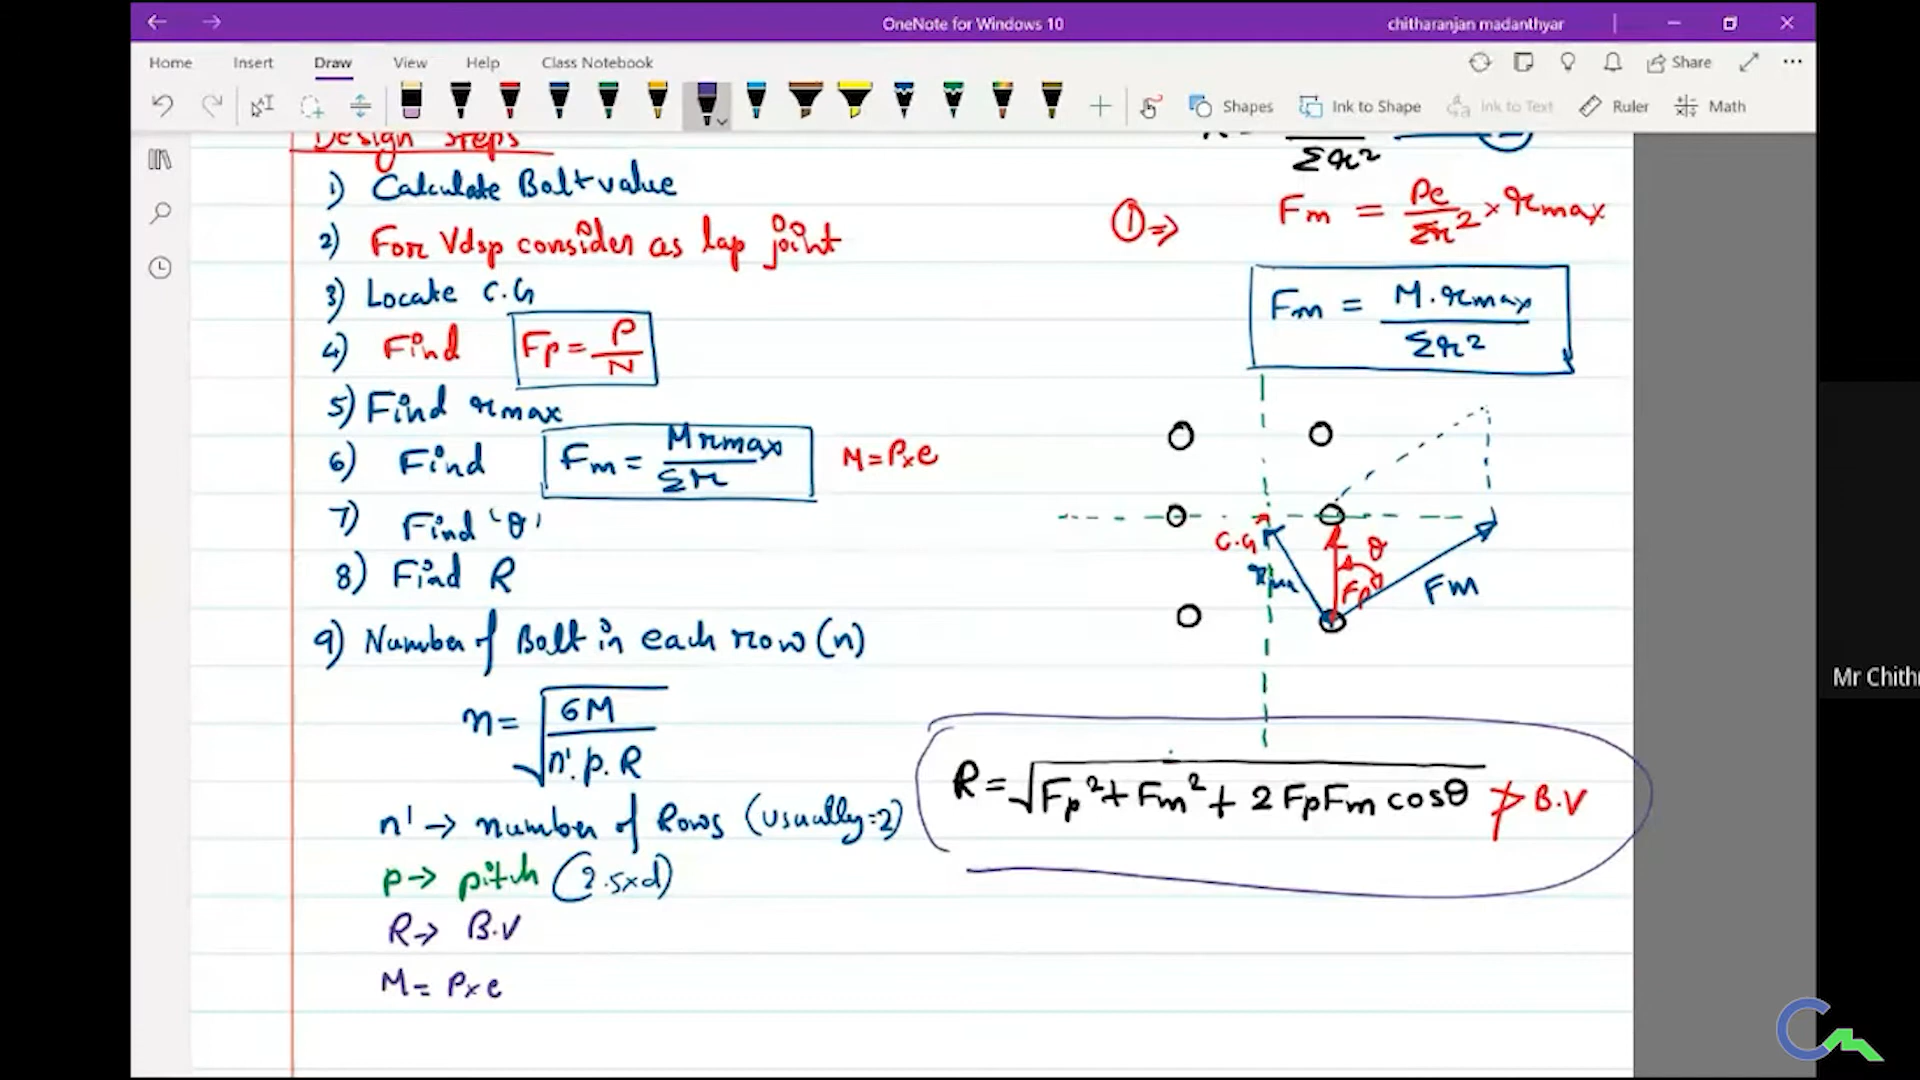 OneNote for Windows 10
chitharanjan madanthyar
Home Insert Draw View Help Class Notebook
Share
Shapes Ink to Shape Ink to Text Ruler Math
Design steps
1) Calculate Bolt value
2) For Vdsp consider as lap joint
3) Locate C.G
4) Find Fp = P/N
5) Find rmax
6) Find Fm = M rmax/Σr M = P×e
7) Find 'θ'
8) Find R
9) Number of Bolt in each row (n)
n = √(6M/n'.p.R)
n' → number of Rows (usually=2)
p → pitch (2.5×d)
R → B.V
M = P×e
Σr²
① ⇒ Fm = Pe/Σr² × rmax
Fm = M.rmax/Σr²
C.G
θ
Fp
Fm
R = √Fp² + Fm² + 2 Fp Fm cosθ ≯ B.V
Mr Chithr